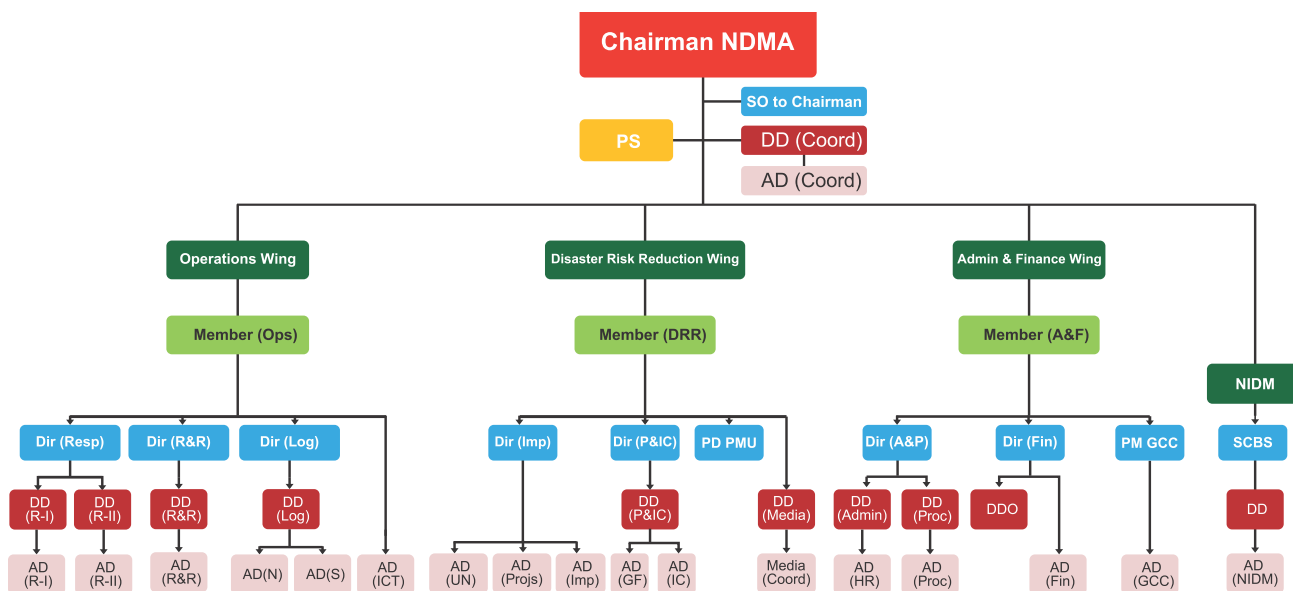 Chairman NDMA
SO to Chairman
PS
DD (Coord)
AD (Coord)
Operations Wing
Disaster Risk Reduction Wing
Admin & Finance Wing
Member (Ops)
Member (DRR)
Member (A&F)
NIDM
Dir (Resp)
Dir (R&R)
Dir (Log)
Dir (Imp)
Dir (P&IC)
PD PMU
Dir (A&P)
Dir (Fin)
PM GCC
SCBS
DD
(R-I)
DD
(R-II)
DD
(R&R)
DD
(Log)
DD
(P&IC)
DD
(Media)
DD
(Admin)
DD
(Proc)
DDO
DD
AD
(R-I)
AD
(R-II)
AD
(R&R)
AD(N)
AD(S)
AD
(ICT)
AD
(UN)
AD
(Projs)
AD
(Imp)
AD
(GF)
AD
(IC)
Media
(Coord)
AD
(HR)
AD
(Proc)
AD
(Fin)
AD
(GCC)
AD
(NIDM)